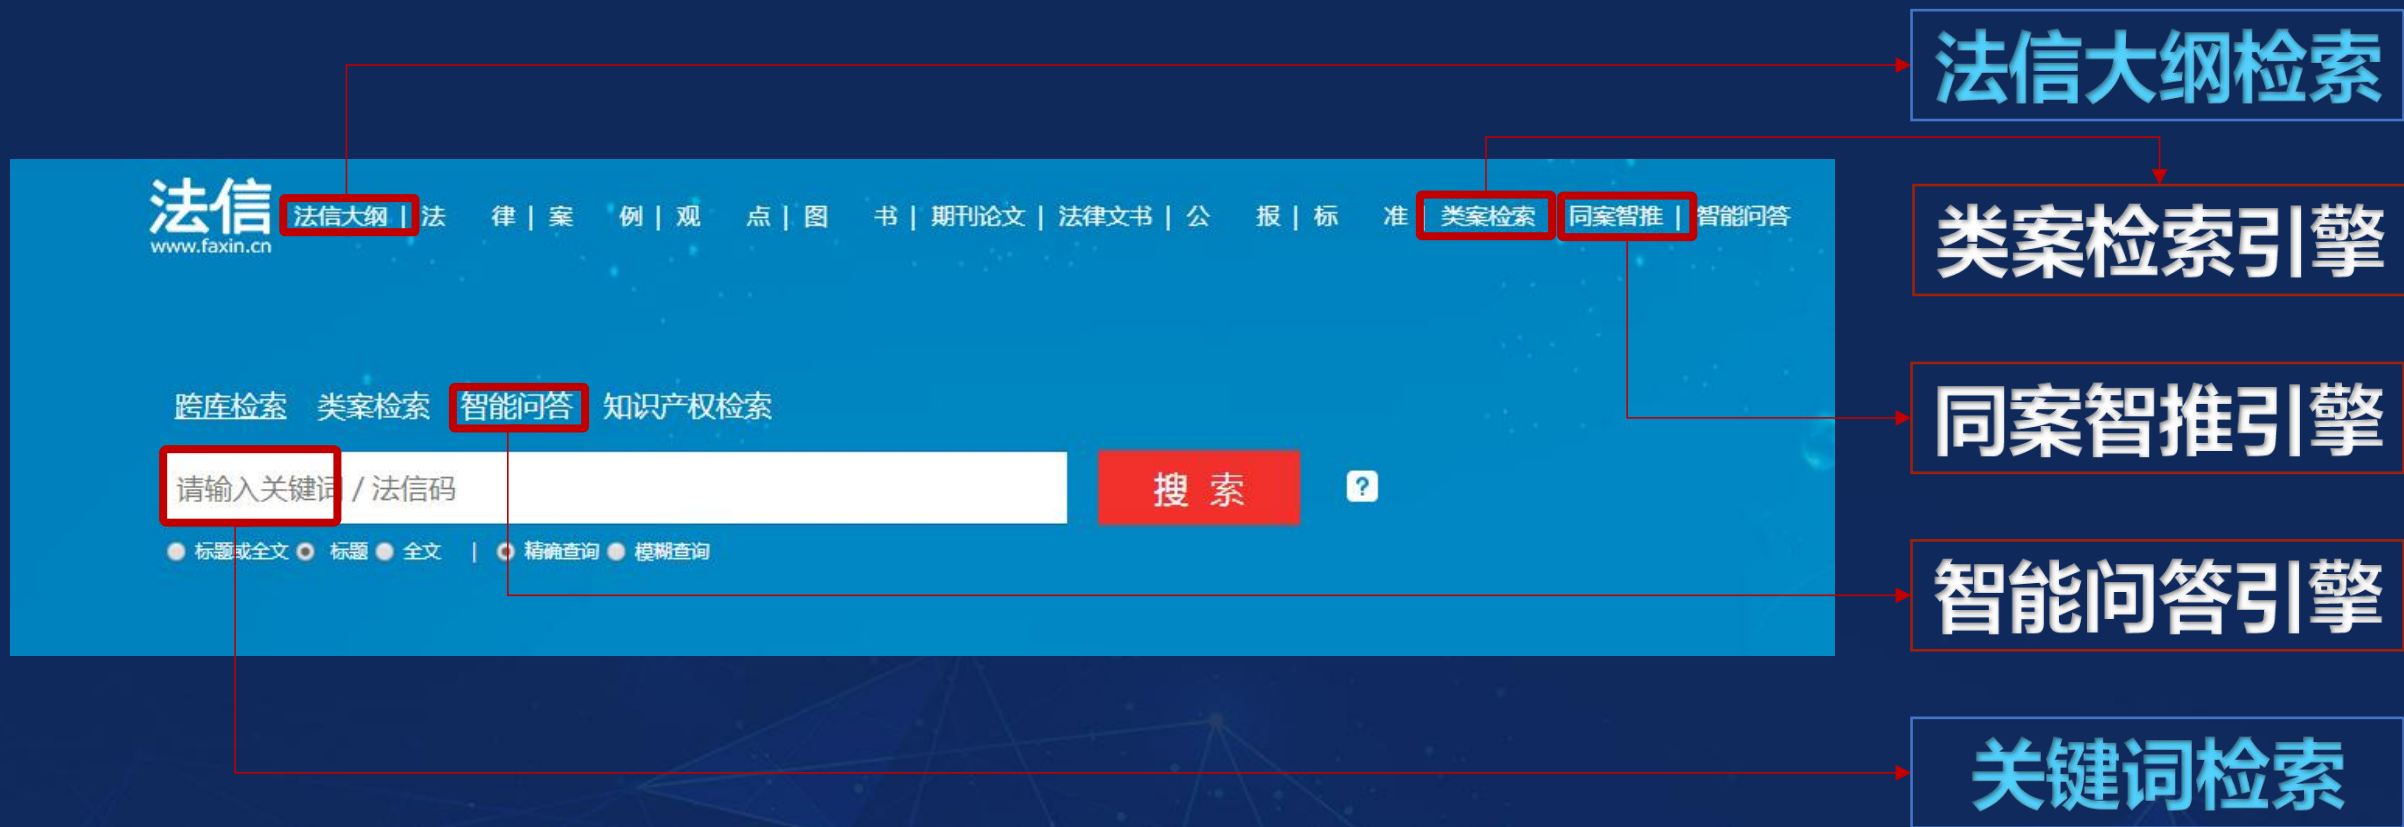 法信大纲检索
法信
www.faxin.cn
法信大纲 | 法 律 | 案 例 | 观 点 | 图 书 | 期刊论文 | 法律文书 | 公 报 | 标 准 | 类案检索 同案智推 | 智能问答
类案检索引擎
跨库检索 类案检索 智能问答 知识产权检索
同案智推引擎
请输入关键词 / 法信码
搜 索
?
标题或全文 标题 全文 | 精确查询 模糊查询
智能问答引擎
关键词检索